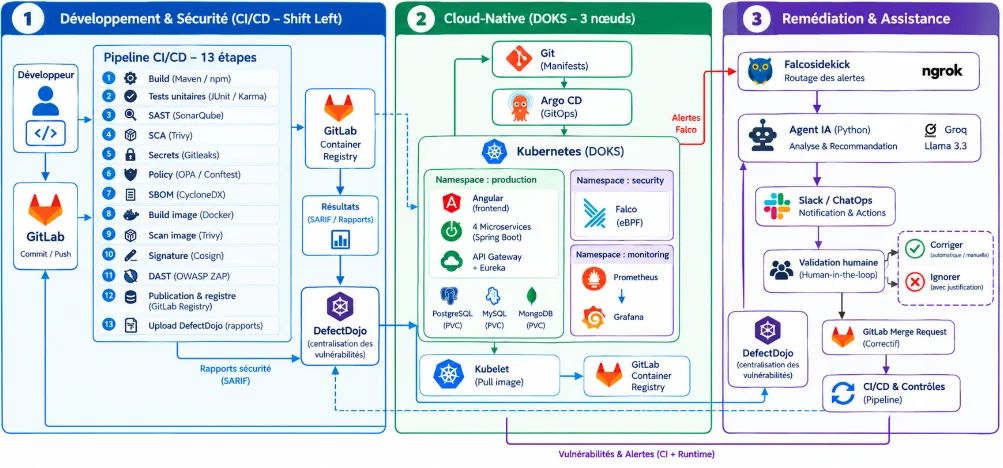 1 Développement & Sécurité (CI/CD – Shift Left)
Développeur
</>
GitLab
Commit / Push
Pipeline CI/CD – 13 étapes
1 Build (Maven / npm)
2 Tests unitaires (JUnit / Karma)
3 SAST (SonarQube)
4 SCA (Trivy)
5 Secrets (Gitleaks)
6 Policy (OPA / Conftest)
7 SBOM (CycloneDX)
8 Build image (Docker)
9 Scan image (Trivy)
10 Signature (Cosign)
11 DAST (OWASP ZAP)
12 Publication & registre
(GitLab Registry)
13 Upload DefectDojo (rapports)
GitLab
Container
Registry
Résultats
(SARIF / Rapports)
DefectDojo
(centralisation des
vulnérabilités)
Rapports sécurité
(SARIF)
2 Cloud-Native (DOKS – 3 nœuds)
Git
(Manifests)
Argo CD
(GitOps)
Kubernetes (DOKS)
Namespace : production
Angular
(frontend)
4 Microservices
(Spring Boot)
API Gateway
+ Eureka
PostgreSQL
(PVC)
MySQL
(PVC)
MongoDB
(PVC)
Namespace : security
Falco
(eBPF)
Namespace : monitoring
Prometheus
Grafana
Kubelet
(Pull image)
GitLab
Container
Registry
Alertes
Falco
3 Remédiation & Assistance
Falcosidekick
Routage des alertes
ngrok
Agent IA (Python)
Analyse & Recommandation
Groq
Llama 3.3
Slack / ChatOps
Notification & Actions
Validation humaine
(Human-in-the-loop)
Corriger
(automatique / manuelle)
Ignorer
(avec justification)
GitLab Merge Request
(Correctif)
DefectDojo
(centralisation des
vulnérabilités)
CI/CD & Contrôles
(Pipeline)
Vulnérabilités & Alertes (CI + Runtime)